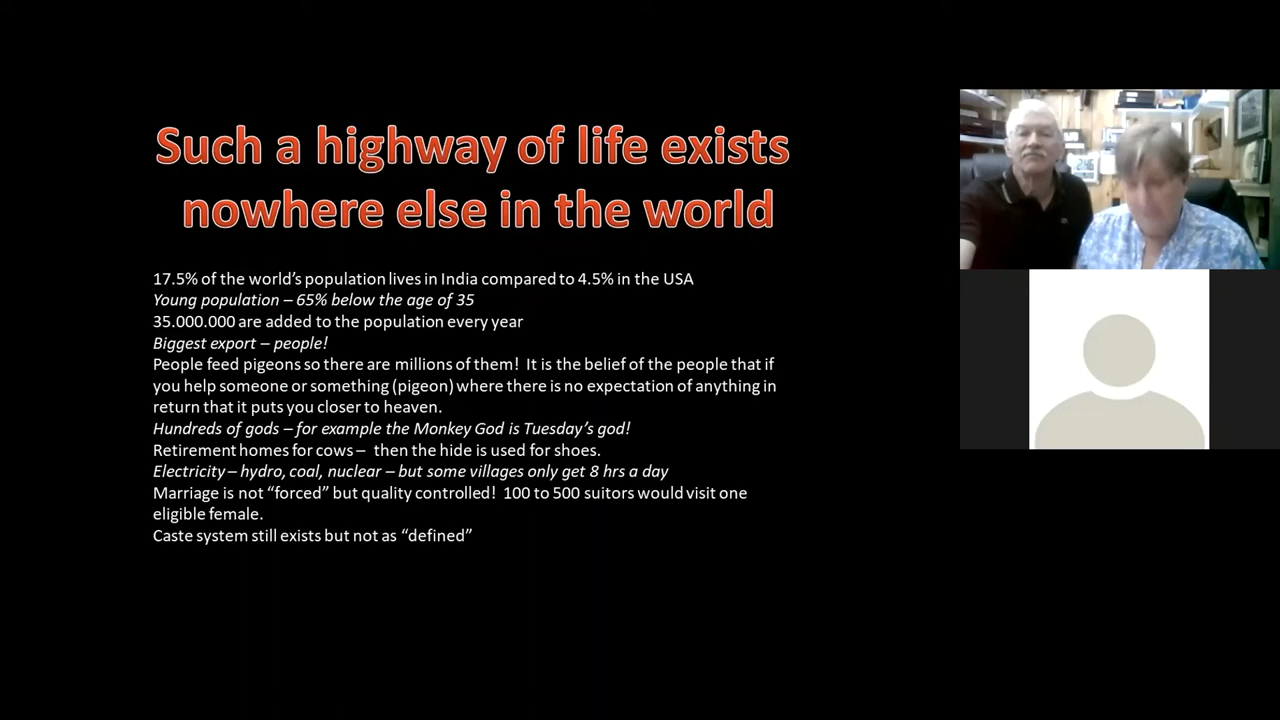 Such a highway of life exists
nowhere else in the world
17.5% of the world’s population lives in India compared to 4.5% in the USA
Young population – 65% below the age of 35
35.000.000 are added to the population every year
Biggest export – people!
People feed pigeons so there are millions of them!  It is the belief of the people that if
you help someone or something (pigeon) where there is no expectation of anything in
return that it puts you closer to heaven.
Hundreds of gods – for example the Monkey God is Tuesday’s god!
Retirement homes for cows –  then the hide is used for shoes.
Electricity – hydro, coal, nuclear – but some villages only get 8 hrs a day
Marriage is not “forced” but quality controlled!  100 to 500 suitors would visit one
eligible female.
Caste system still exists but not as “defined”
2:46